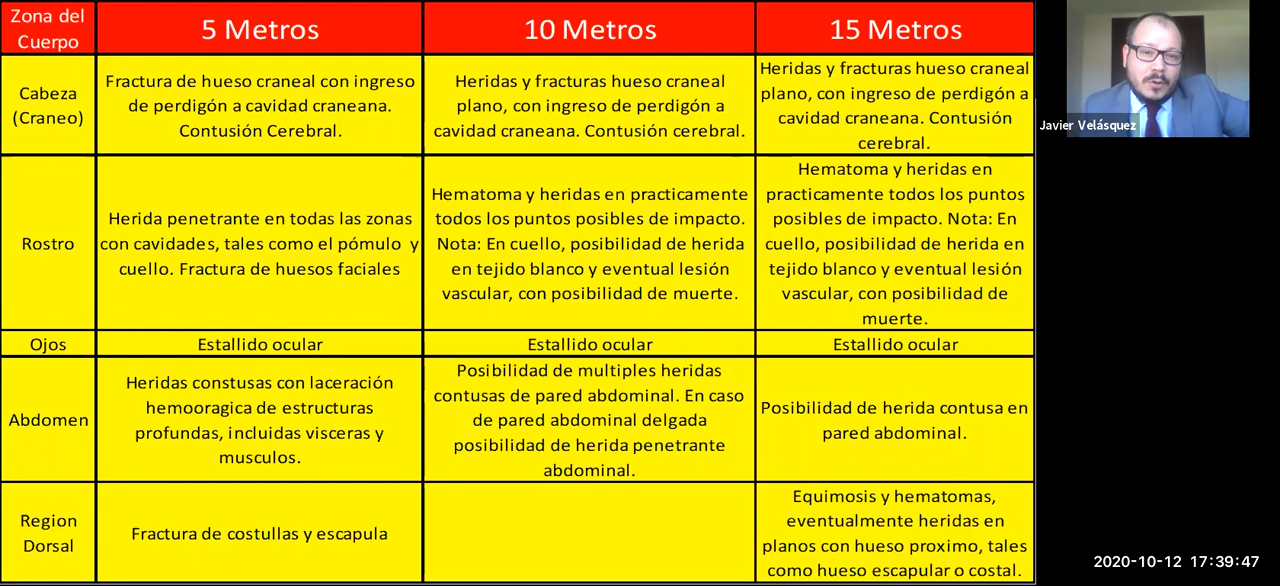 Zona del
Cuerpo
5 Metros
10 Metros
15 Metros
Cabeza
(Craneo)
Fractura de hueso craneal con ingreso
de perdigón a cavidad craneana.
Contusión Cerebral.
Heridas y fracturas hueso craneal
plano, con ingreso de perdigón a
cavidad craneana. Contusión cerebral.
Heridas y fracturas hueso craneal
plano, con ingreso de perdigón a
cavidad craneana. Contusión
cerebral.
Rostro
Herida penetrante en todas las zonas
con cavidades, tales como el pómulo y
cuello. Fractura de huesos faciales
Hematoma y heridas en practicamente
todos los puntos posibles de impacto.
Nota: En cuello, posibilidad de herida
en tejido blanco y eventual lesión
vascular, con posibilidad de muerte.
Hematoma y heridas en
practicamente todos los puntos
posibles de impacto. Nota: En
cuello, posibilidad de herida en
tejido blanco y eventual lesión
vascular, con posibilidad de
muerte.
Ojos
Estallido ocular
Estallido ocular
Estallido ocular
Abdomen
Heridas constusas con laceración
hemooragica de estructuras
profundas, incluidas visceras y
musculos.
Posibilidad de multiples heridas
contusas de pared abdominal. En caso
de pared abdominal delgada
posibilidad de herida penetrante
abdominal.
Posibilidad de herida contusa en
pared abdominal.
Region
Dorsal
Fractura de costullas y escapula
Equimosis y hematomas,
eventualmente heridas en
planos con hueso proximo, tales
como hueso escapular o costal.
Javier Velásquez
2020-10-12 17:39:47